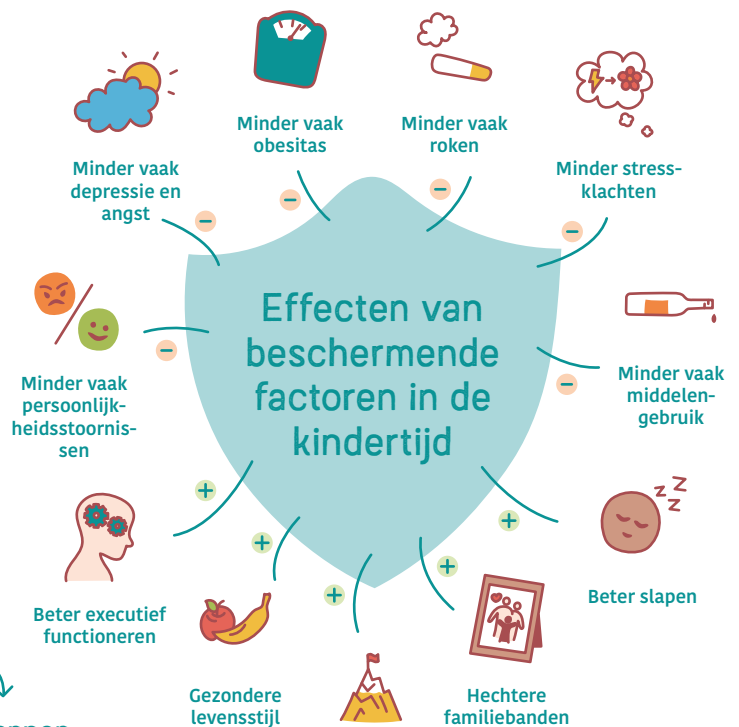 Minder vaak
obesitas
Minder vaak
roken
Minder vaak
depressie en
angst
Minder stress-
klachten
Effecten van
beschermende
factoren in de
kindertijd
Minder vaak
persoonlijk-
heidsstoornis-
sen
Minder vaak
middelen-
gebruik
Beter executief
functioneren
Beter slapen
Gezondere
levensstijl
Hechtere
familiebanden